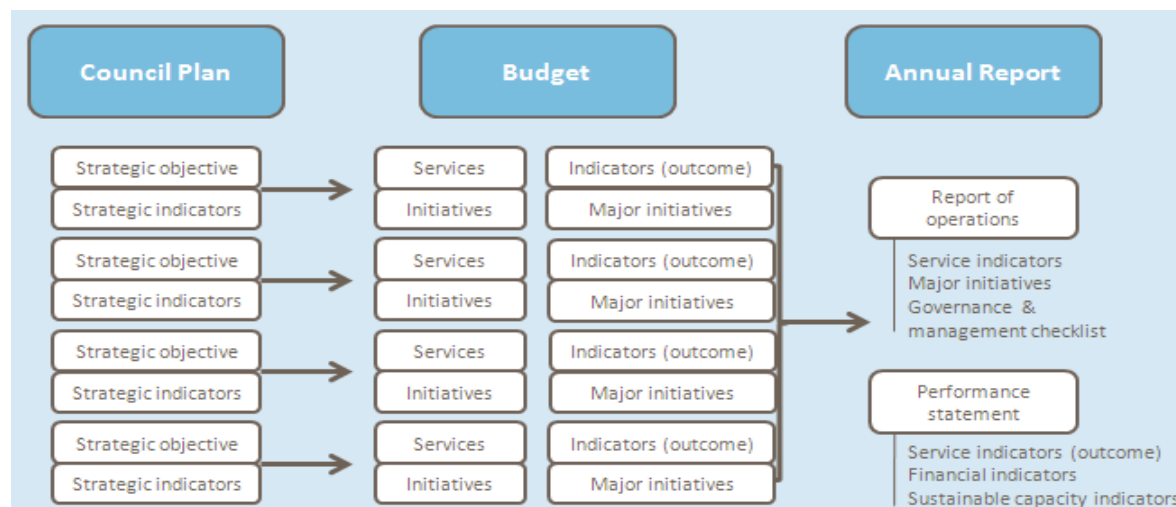 Council Plan
Budget
Annual Report
Strategic objective
Strategic indicators
Strategic objective
Strategic indicators
Strategic objective
Strategic indicators
Strategic objective
Strategic indicators
Services
Initiatives
Services
Initiatives
Services
Initiatives
Services
Initiatives
Indicators (outcome)
Major initiatives
Indicators (outcome)
Major initiatives
Indicators (outcome)
Major initiatives
Indicators (outcome)
Major initiatives
Report of
operations
Service indicators
Major initiatives
Governance &
management checklist
Performance
statement
Service indicators (outcome)
Financial indicators
Sustainable capacity indicators